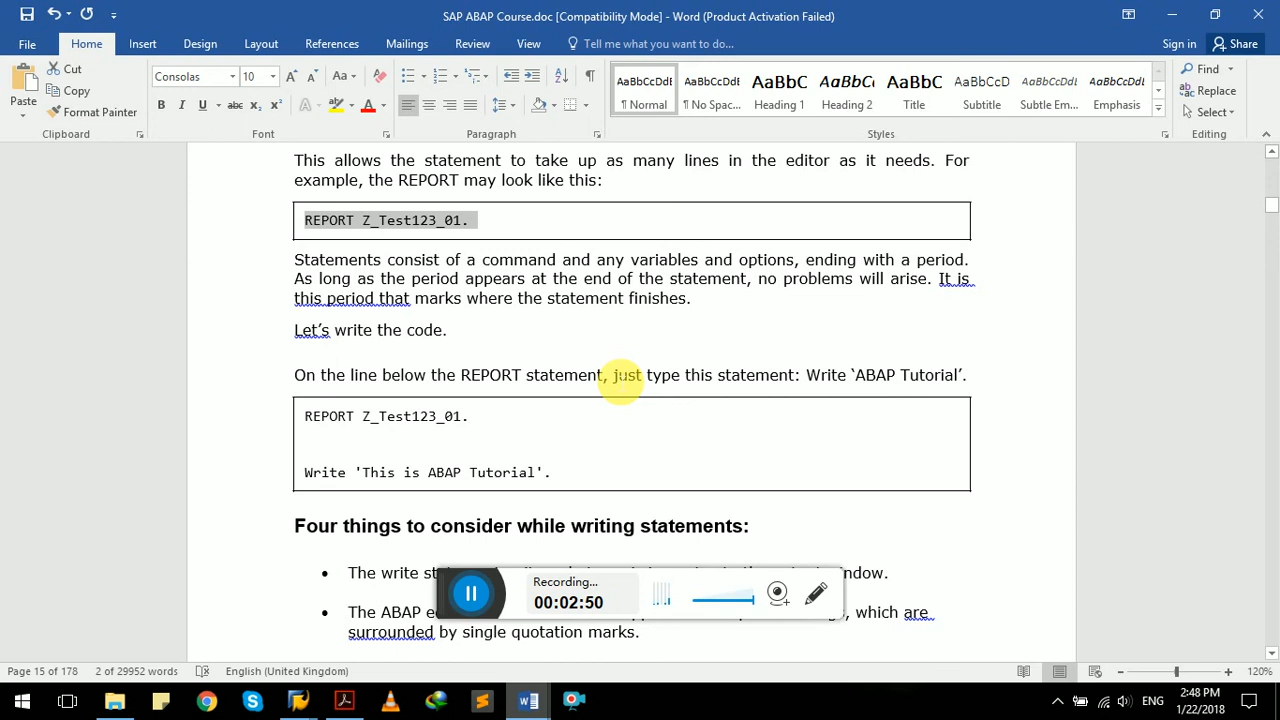 SAP ABAP Course.doc [Compatibility Mode] - Word (Product Activation Failed)
File Home Insert Design Layout References Mailings Review View Tell me what you want to do... Sign in Share
Paste Cut Copy Format Painter
Clipboard
Consolas 10 Aa
B I U abc X₂ X² A A
Font
Paragraph
AaBbCcDdE AaBbCcDdE AaBbC AaBbC AaBbC AaBbCcD AaBbCcDd AaBbCcDdE
¶ Normal ¶ No Spac... Heading 1 Heading 2 Title Subtitle Subtle Em... Emphasis
Styles
Find
Replace
Select
Editing
This allows the statement to take up as many lines in the editor as it needs. For
example, the REPORT may look like this:
REPORT Z_Test123_01.
Statements consist of a command and any variables and options, ending with a period.
As long as the period appears at the end of the statement, no problems will arise. It is
this period that marks where the statement finishes.
Let's write the code.
On the line below the REPORT statement, just type this statement: Write ‘ABAP Tutorial’.
REPORT Z_Test123_01.
Write 'This is ABAP Tutorial'.
Four things to consider while writing statements:
• The write
• The ABAP
which are
surrounded by single quotation marks.
Recording...
00:02:50
Page 15 of 178 2 of 29952 words English (United Kingdom) 120%
ENG 2:48 PM
1/22/2018